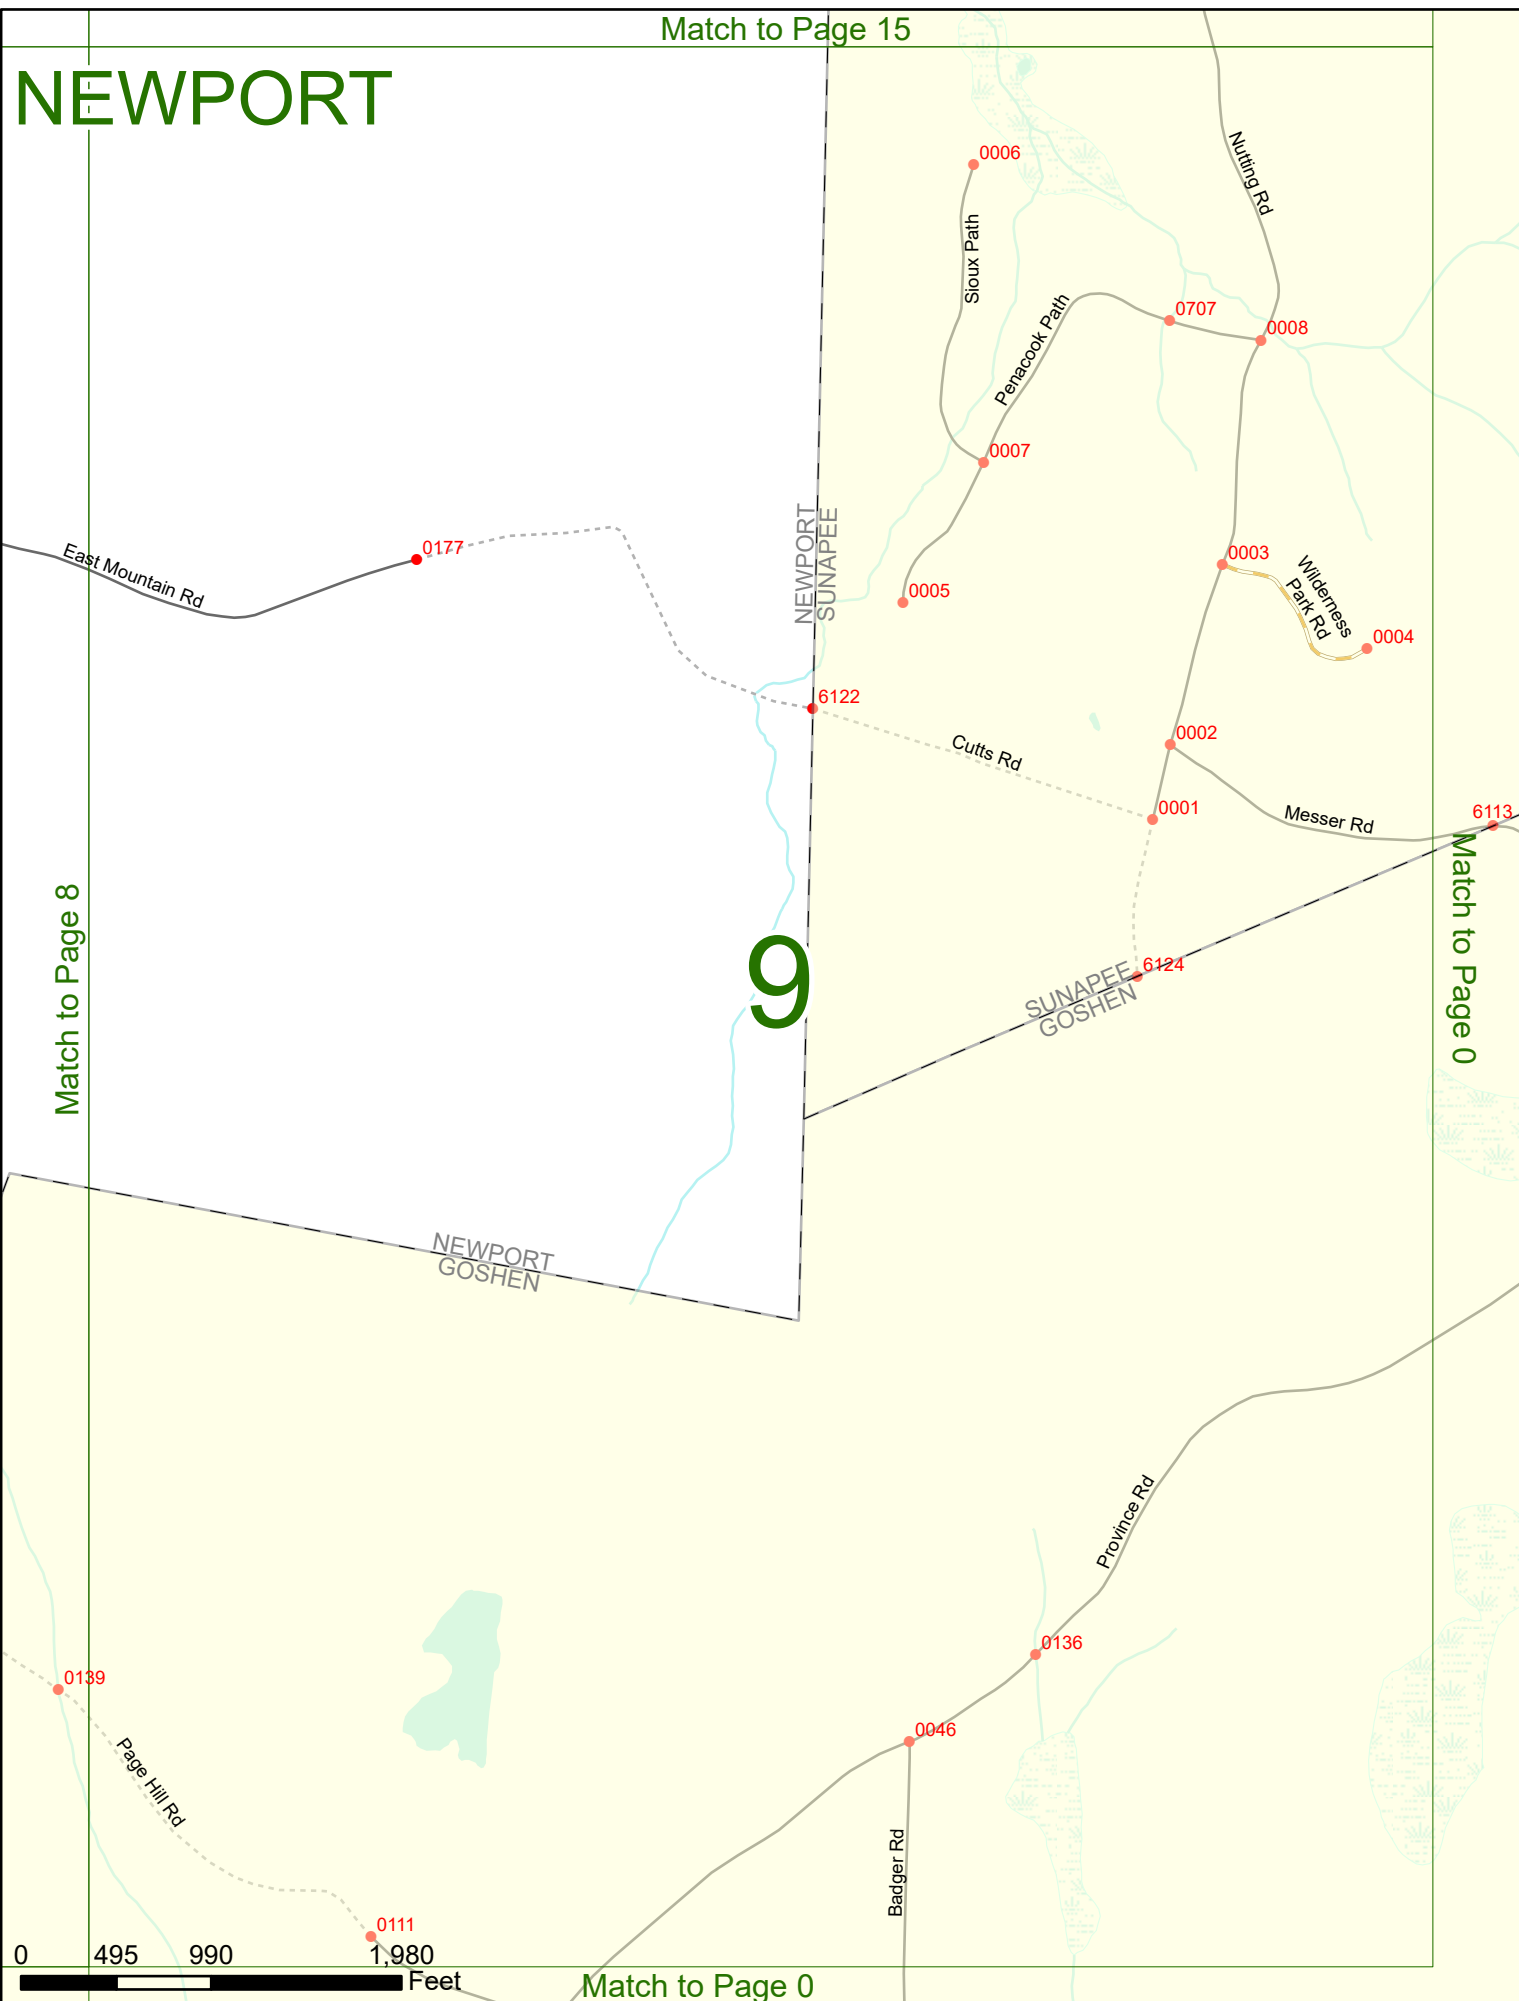 Match to Page 15
NEWPORT
0006
Nutting Rd
Sioux Path
Penacook Path
0707
0008
0007
NEWPORT
SUNAPEE
0177
East Mountain Rd
0003
Wilderness
Park Rd
0005
0004
6122
0002
Cutts Rd
0001
Messer Rd
6113
Match to Page 8
9
Match to Page 0
6124
SUNAPEE
GOSHEN
NEWPORT
GOSHEN
Province Rd
0136
0139
0046
Page Hill Rd
Badger Rd
0111
0 495 990 1,980
Feet
Match to Page 0